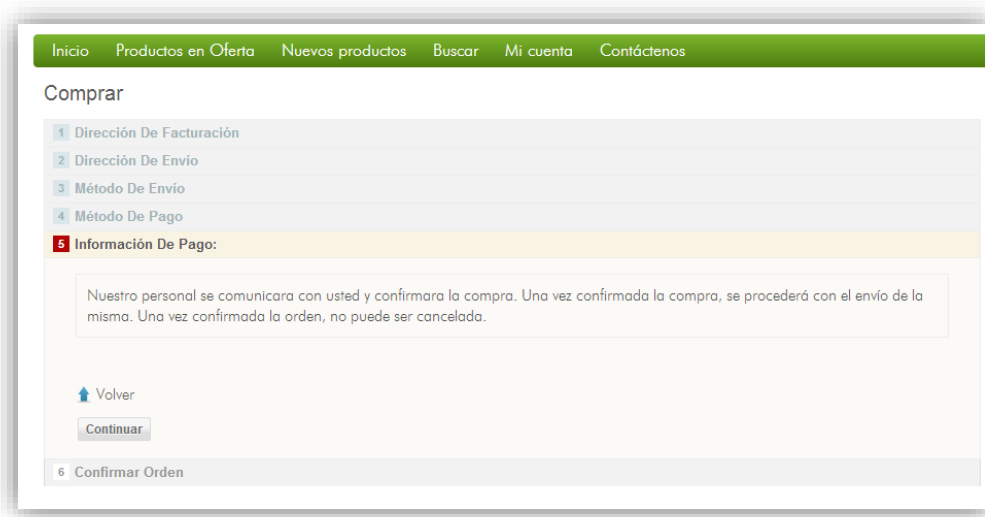 Inicio Productos en Oferta Nuevos productos Buscar Mi cuenta Contáctenos
Comprar
1 Dirección De Facturación
2 Dirección De Envío
3 Método De Envío
4 Método De Pago
5 Información De Pago:
Nuestro personal se comunicara con usted y confirmara la compra. Una vez confirmada la compra, se procederá con el envío de la
misma. Una vez confirmada la orden, no puede ser cancelada.
Volver
Continuar
6 Confirmar Orden